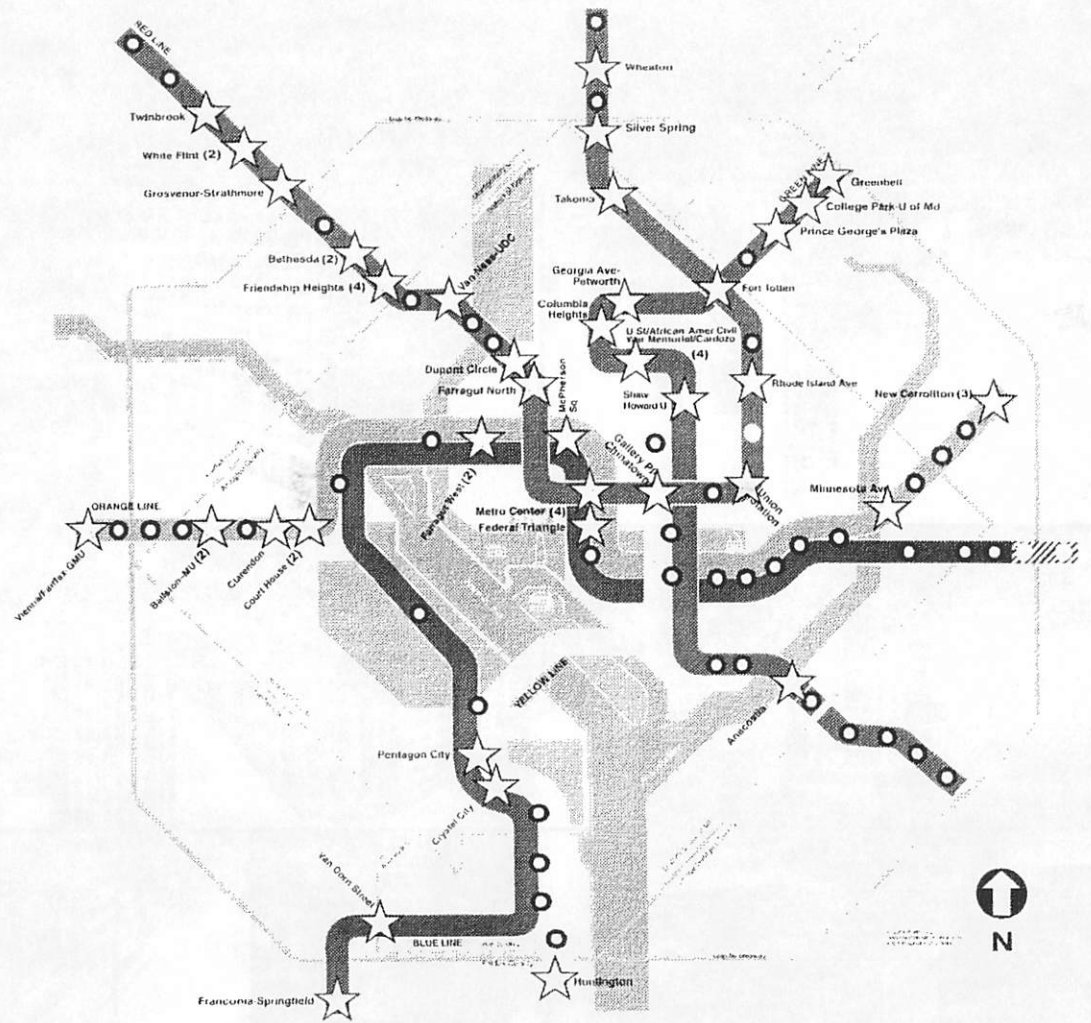 RED LINE
Wheaton
Twinbrook
Silver Spring
White Flint (2)
GREEN LINE
Greenbelt
Grosvenor-Strathmore
Takoma
College Park-U of Md
Prince George's Plaza
Bethesda (2)
Van Ness-UDC
Georgia Ave-
Petworth
Friendship Heights (4)
Fort Totten
Columbia
Heights
U St/African Amer Civil
War Memorial/Cardozo
(4)
Dupont Circle
Farragut North
McPherson
Sq
Shaw
Howard U
Rhode Island Ave
New Carrollton (3)
Gallery Pl
Chinatown
Union
Station
Minnesota Ave
Farragut West (2)
Metro Center (4)
Federal Triangle
ORANGE LINE
Vienna/Fairfax-GMU
Ballston-MU (2)
Clarendon
Court House (2)
YELLOW LINE
Anacostia
Pentagon City
Crystal City
Van Dorn Street
BLUE LINE
N
Huntington
Franconia-Springfield